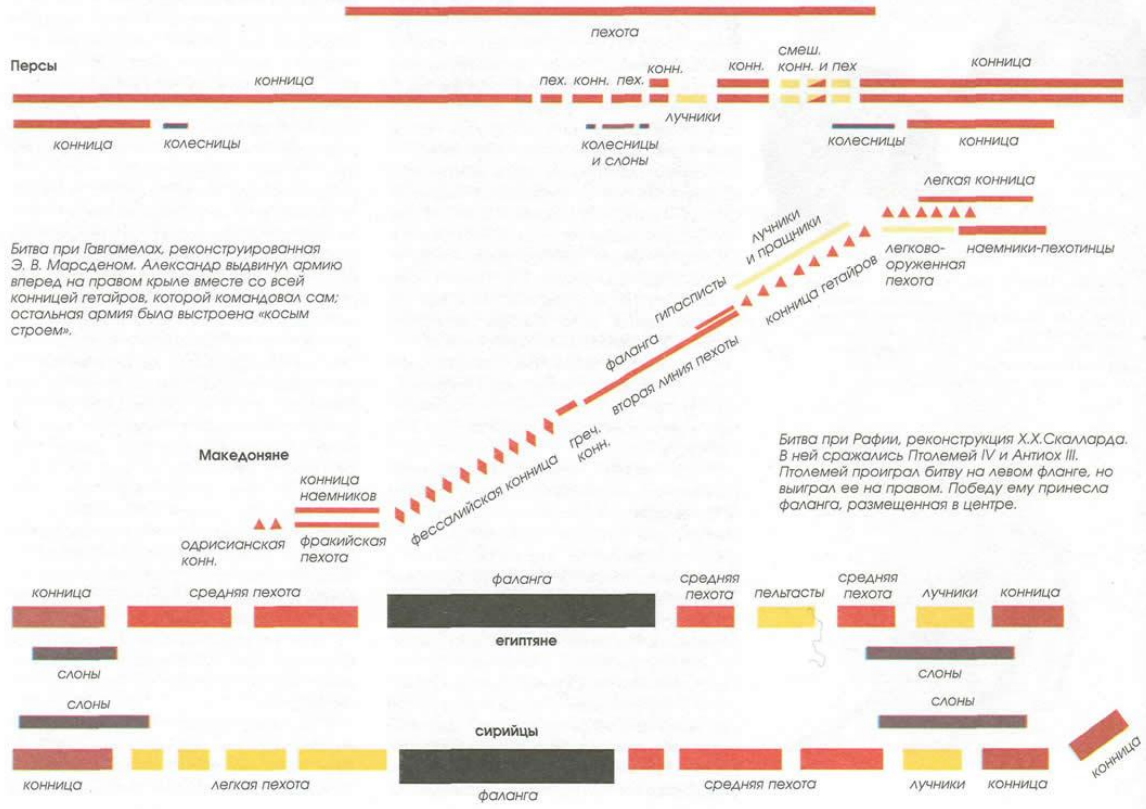 пехота
Персы
конница
пех. конн. пех.
конн.
конн.
смеш.
конн. и пех
конница
лучники
конница
колесницы
колесницы
и слоны
колесницы
конница
легкая конница
легково-
оруженная
пехота
наемники-пехотинцы
лучники
и пращники
конница гетайров
гипасписты
фаланга
вторая линия пехоты
греч.
конн.
фессалийская конница
Битва при Гавгамелах, реконструированная
Э. В. Марсденом. Александр выдвинул армию
вперед на правом крыле вместе со всей
конницей гетайров, которой командовал сам;
остальная армия была выстроена «косым
строем».
Македоняне
конница
наемников
одрисианская
конн.
фракийская
пехота
Битва при Рафии, реконструкция Х.Х.Скалларда.
В ней сражались Птолемей IV и Антиох III.
Птолемей проиграл битву на левом фланге, но
выиграл ее на правом. Победу ему принесла
фаланга, размещенная в центре.
конница
средняя пехота
фаланга
средняя
пехота
пельтасты
средняя
пехота
лучники
конница
египтяне
слоны
слоны
слоны
слоны
сирийцы
конница
легкая пехота
фаланга
средняя пехота
лучники
конница
конница